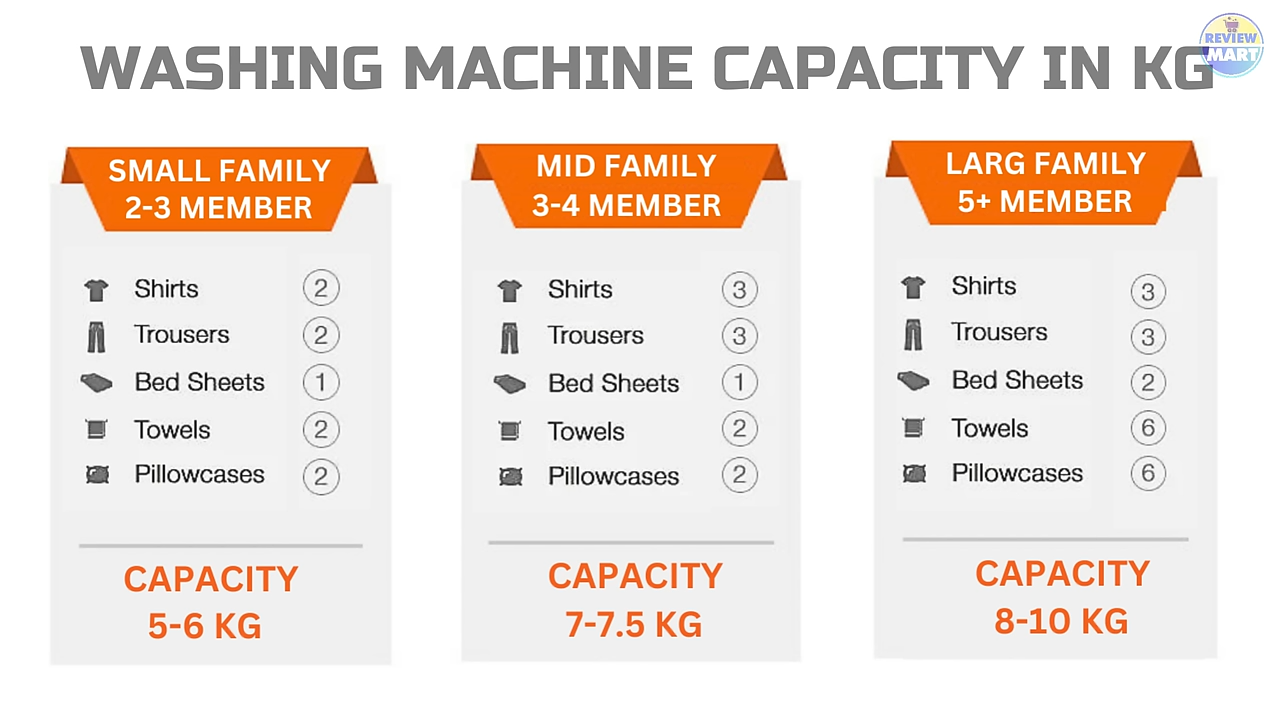 WASHING MACHINE CAPACITY IN KG
REVIEW
MART
SMALL FAMILY
2-3 MEMBER
Shirts 2
Trousers 2
Bed Sheets 1
Towels 2
Pillowcases 2
CAPACITY
5-6 KG
MID FAMILY
3-4 MEMBER
Shirts 3
Trousers 3
Bed Sheets 1
Towels 2
Pillowcases 2
CAPACITY
7-7.5 KG
LARG FAMILY
5+ MEMBER
Shirts 3
Trousers 3
Bed Sheets 2
Towels 6
Pillowcases 6
CAPACITY
8-10 KG